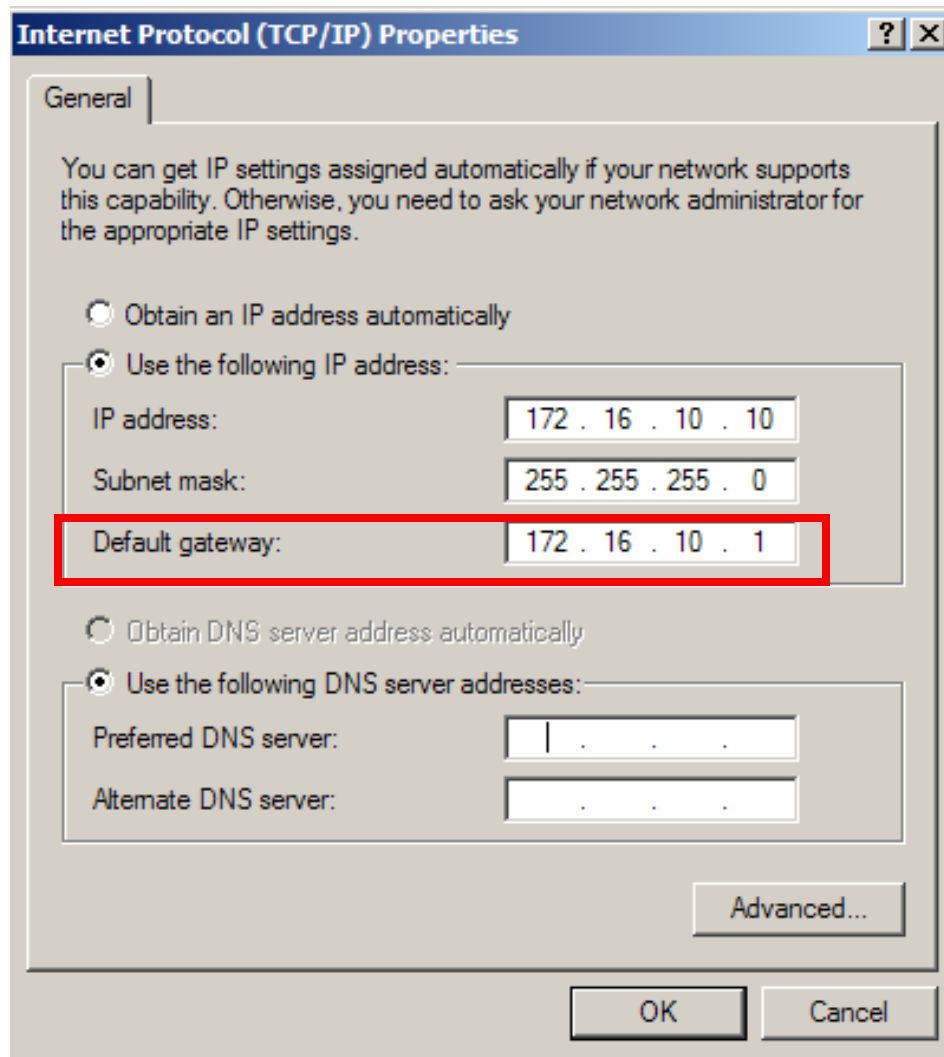 Internet Protocol (TCP/IP) Properties
General
You can get IP settings assigned automatically if your network supports
this capability. Otherwise, you need to ask your network administrator for
the appropriate IP settings.
Obtain an IP address automatically
Use the following IP address:
IP address: 172 . 16 . 10 . 10
Subnet mask: 255 . 255 . 255 . 0
Default gateway: 172 . 16 . 10 . 1
Obtain DNS server address automatically
Use the following DNS server addresses:
Preferred DNS server: . . .
Alternate DNS server: . . .
Advanced...
OK Cancel